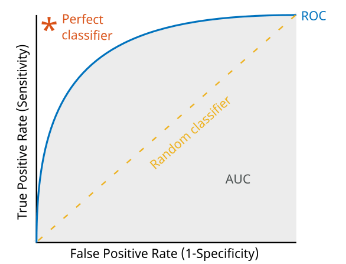 Perfect
classifier
ROC
True Positive Rate (Sensitivity)
Random classifier
AUC
False Positive Rate (1-Specificity)